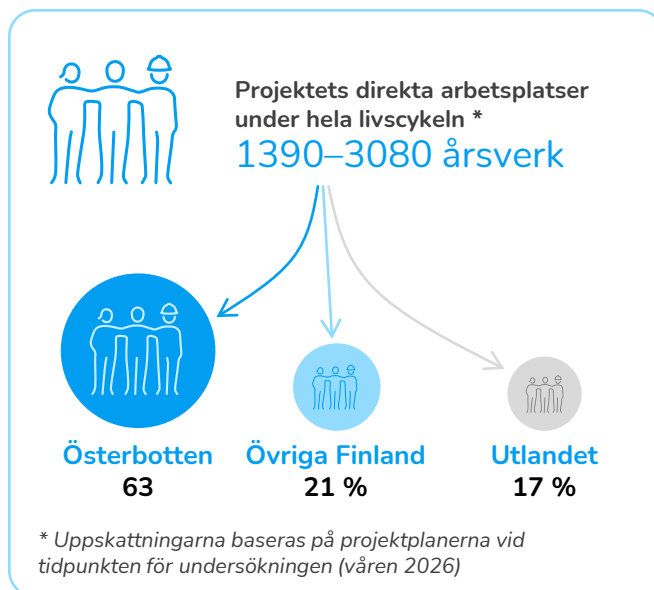 Projektets direkta arbetsplatser
under hela livscykeln *
1390–3080 årsverk
Österbotten
63
Övriga Finland
21 %
Utlandet
17 %
* Uppskattningarna baseras på projektplanerna vid
tidpunkten för undersökningen (våren 2026)